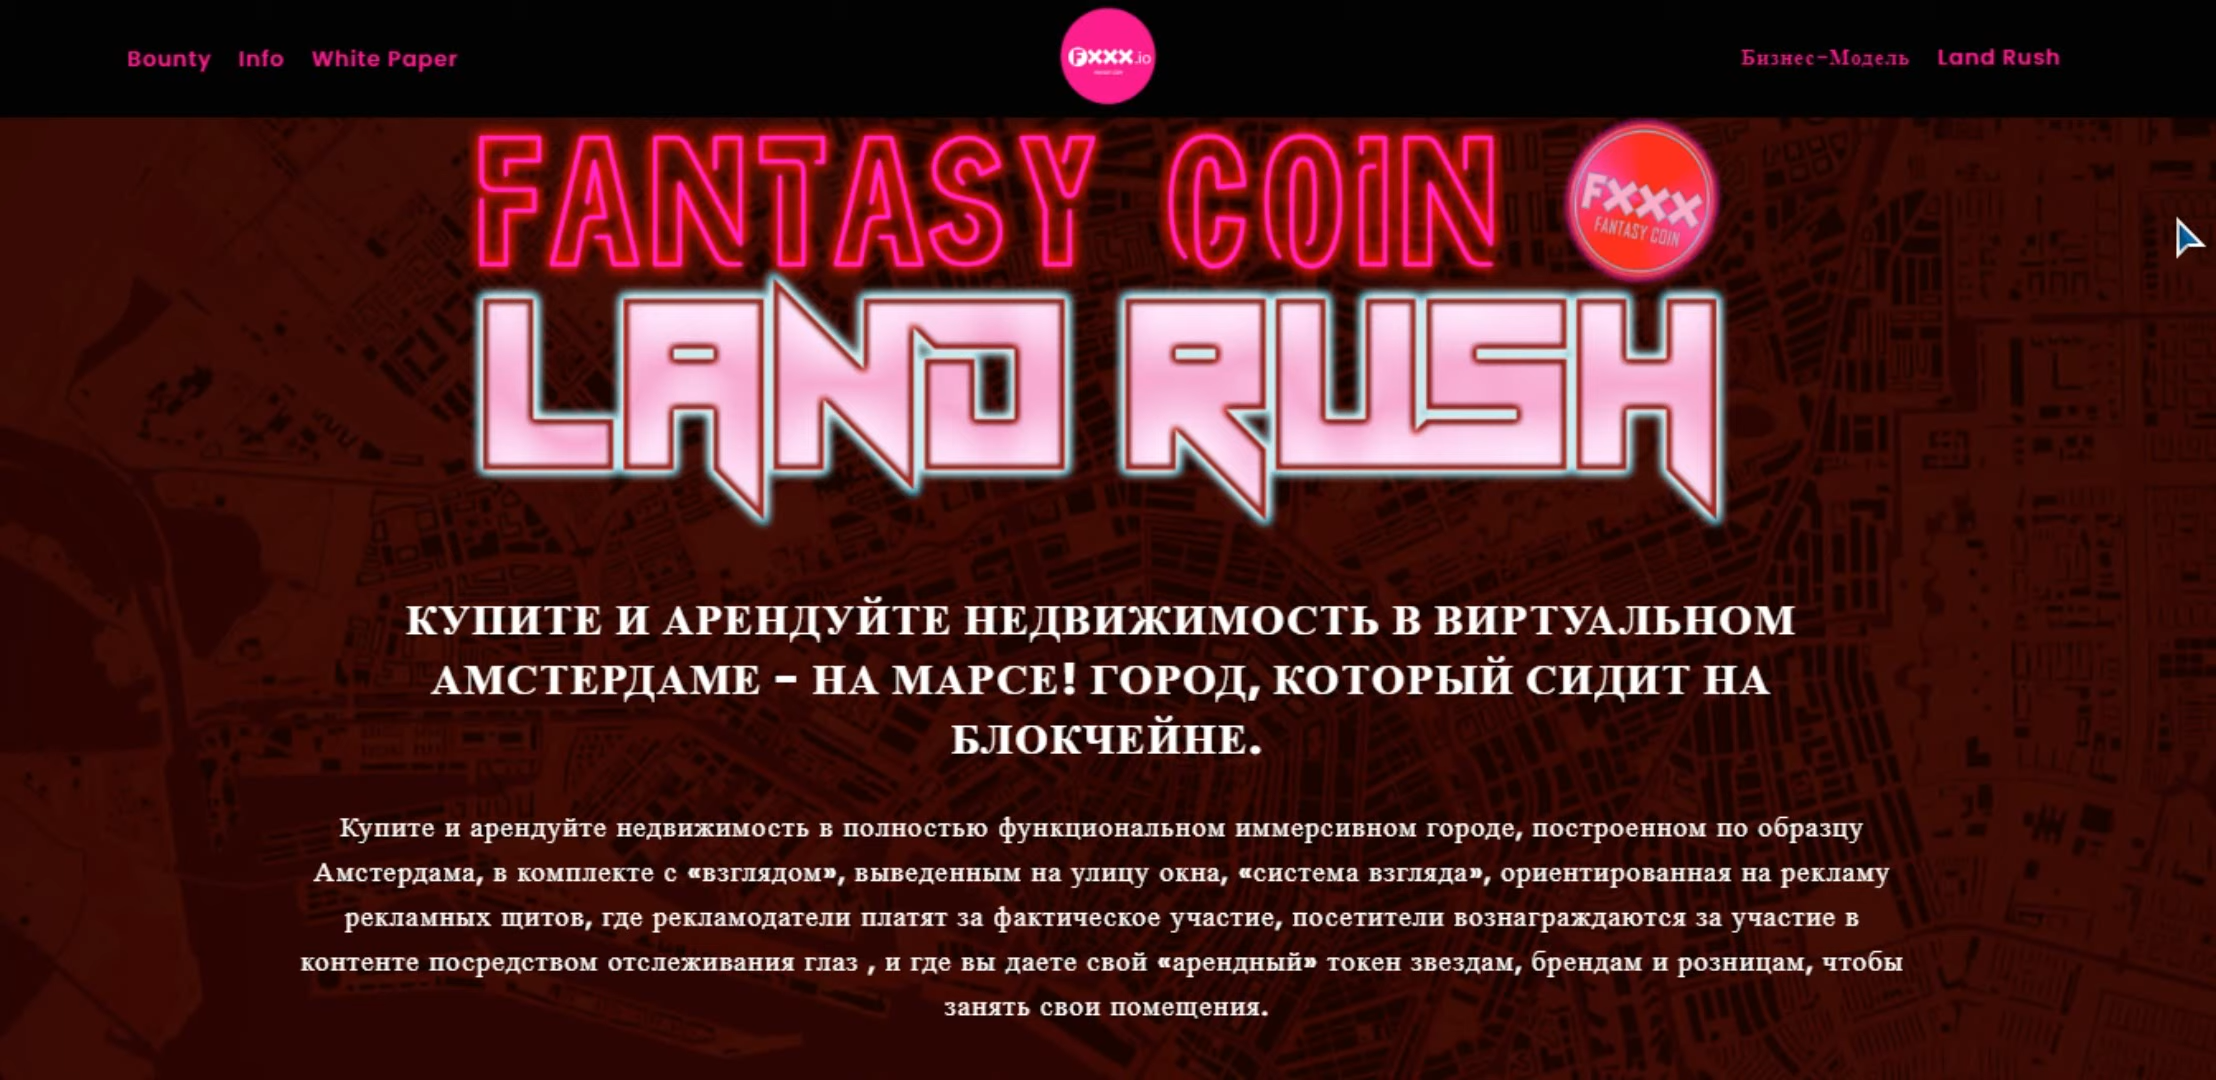 Bounty Info White Paper
FXXX.io
Бизнес-Модель Land Rush
FANTASY COIN
FXXX
FANTASY COIN
LAND RUSH
КУПИТЕ И АРЕНДУЙТЕ НЕДВИЖИМОСТЬ В ВИРТУАЛЬНОМ
АМСТЕРДАМЕ - НА МАРСЕ! ГОРОД, КОТОРЫЙ СИДИТ НА
БЛОКЧЕЙНЕ.
Купите и арендуйте недвижимость в полностью функциональном иммерсивном городе, построенном по образцу
Амстердама, в комплекте с «взглядом», выведенным на улицу окна, «система взгляда», ориентированная на рекламу
рекламных щитов, где рекламодатели платят за фактическое участие, посетители вознаграждаются за участие в
контенте посредством отслеживания глаз , и где вы даете свой «арендный» токен звездам, брендам и розницам, чтобы
занять свои помещения.